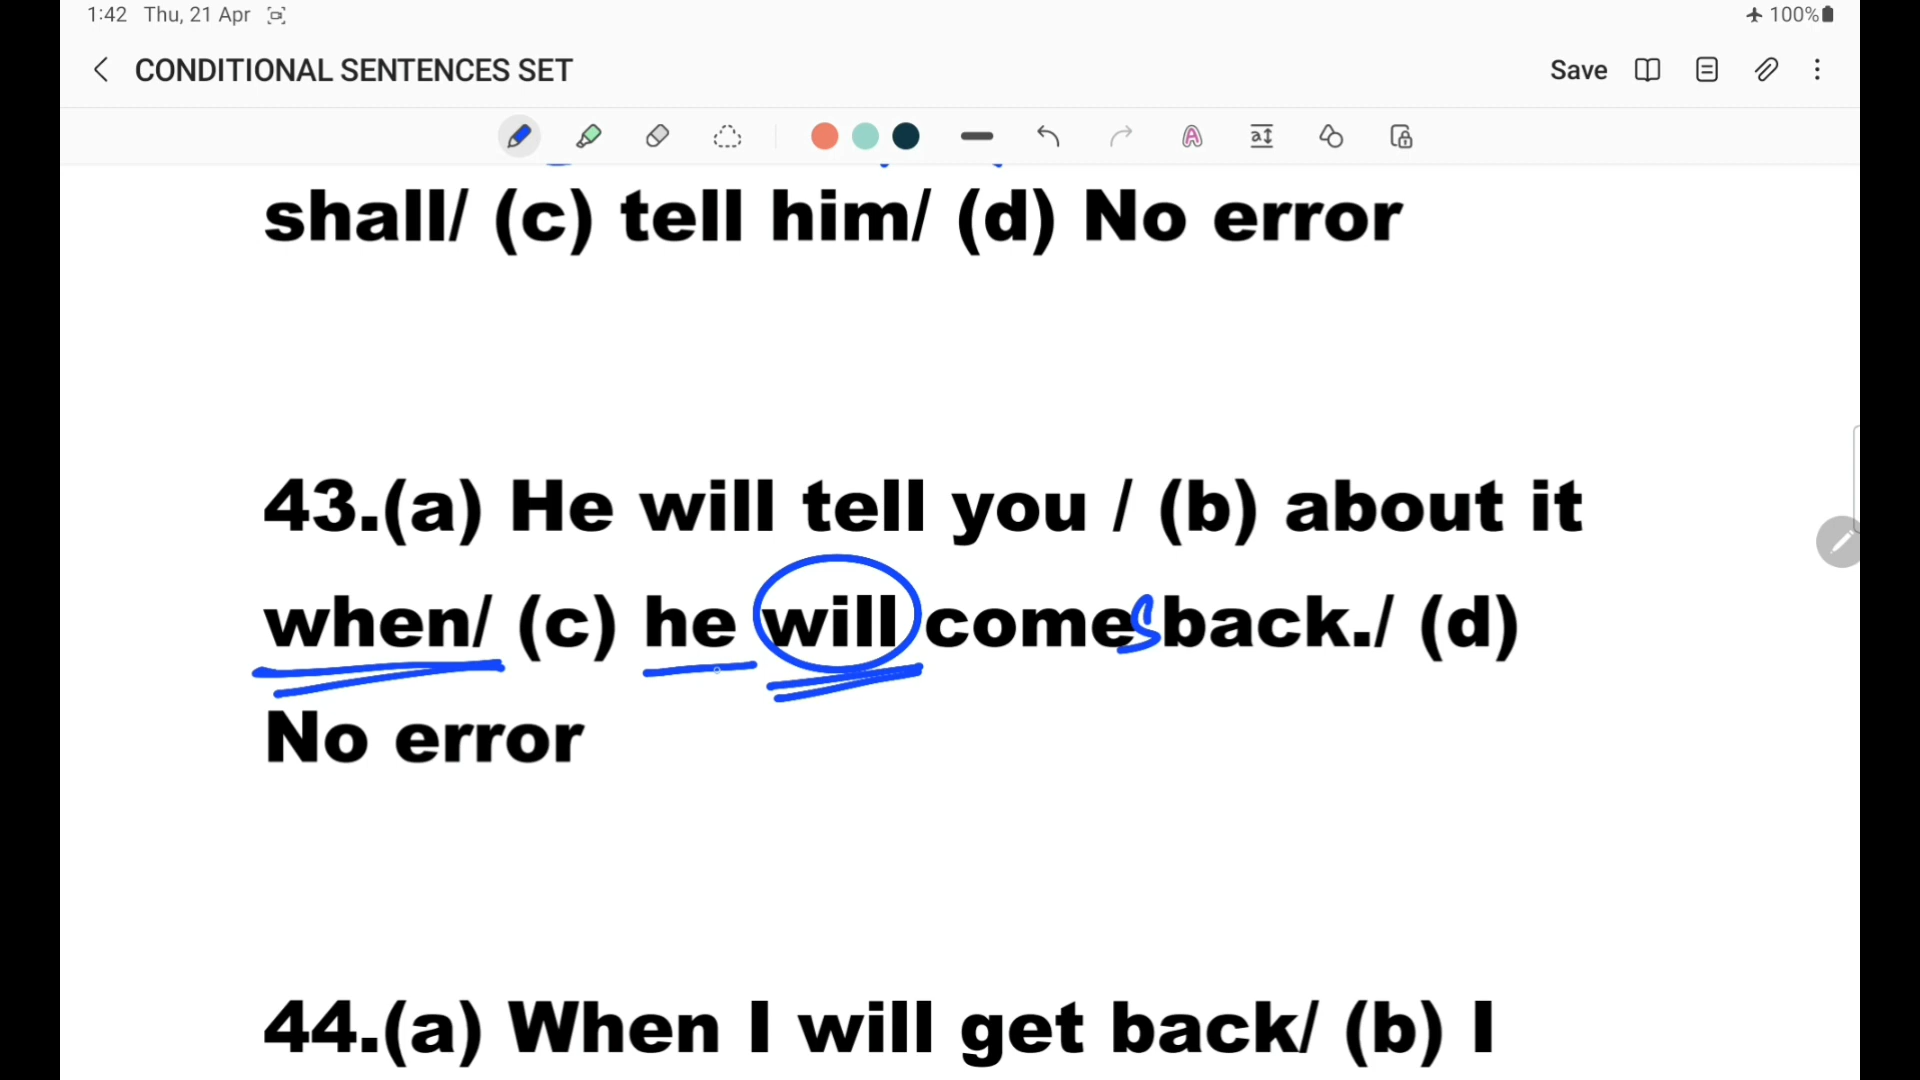 1:42 Thu, 21 Apr 100%
CONDITIONAL SENTENCES SET Save
shall/ (c) tell him/ (d) No error
43.(a) He will tell you / (b) about it
when/ (c) he will comes back./ (d)
No error
44.(a) When I will get back/ (b) I